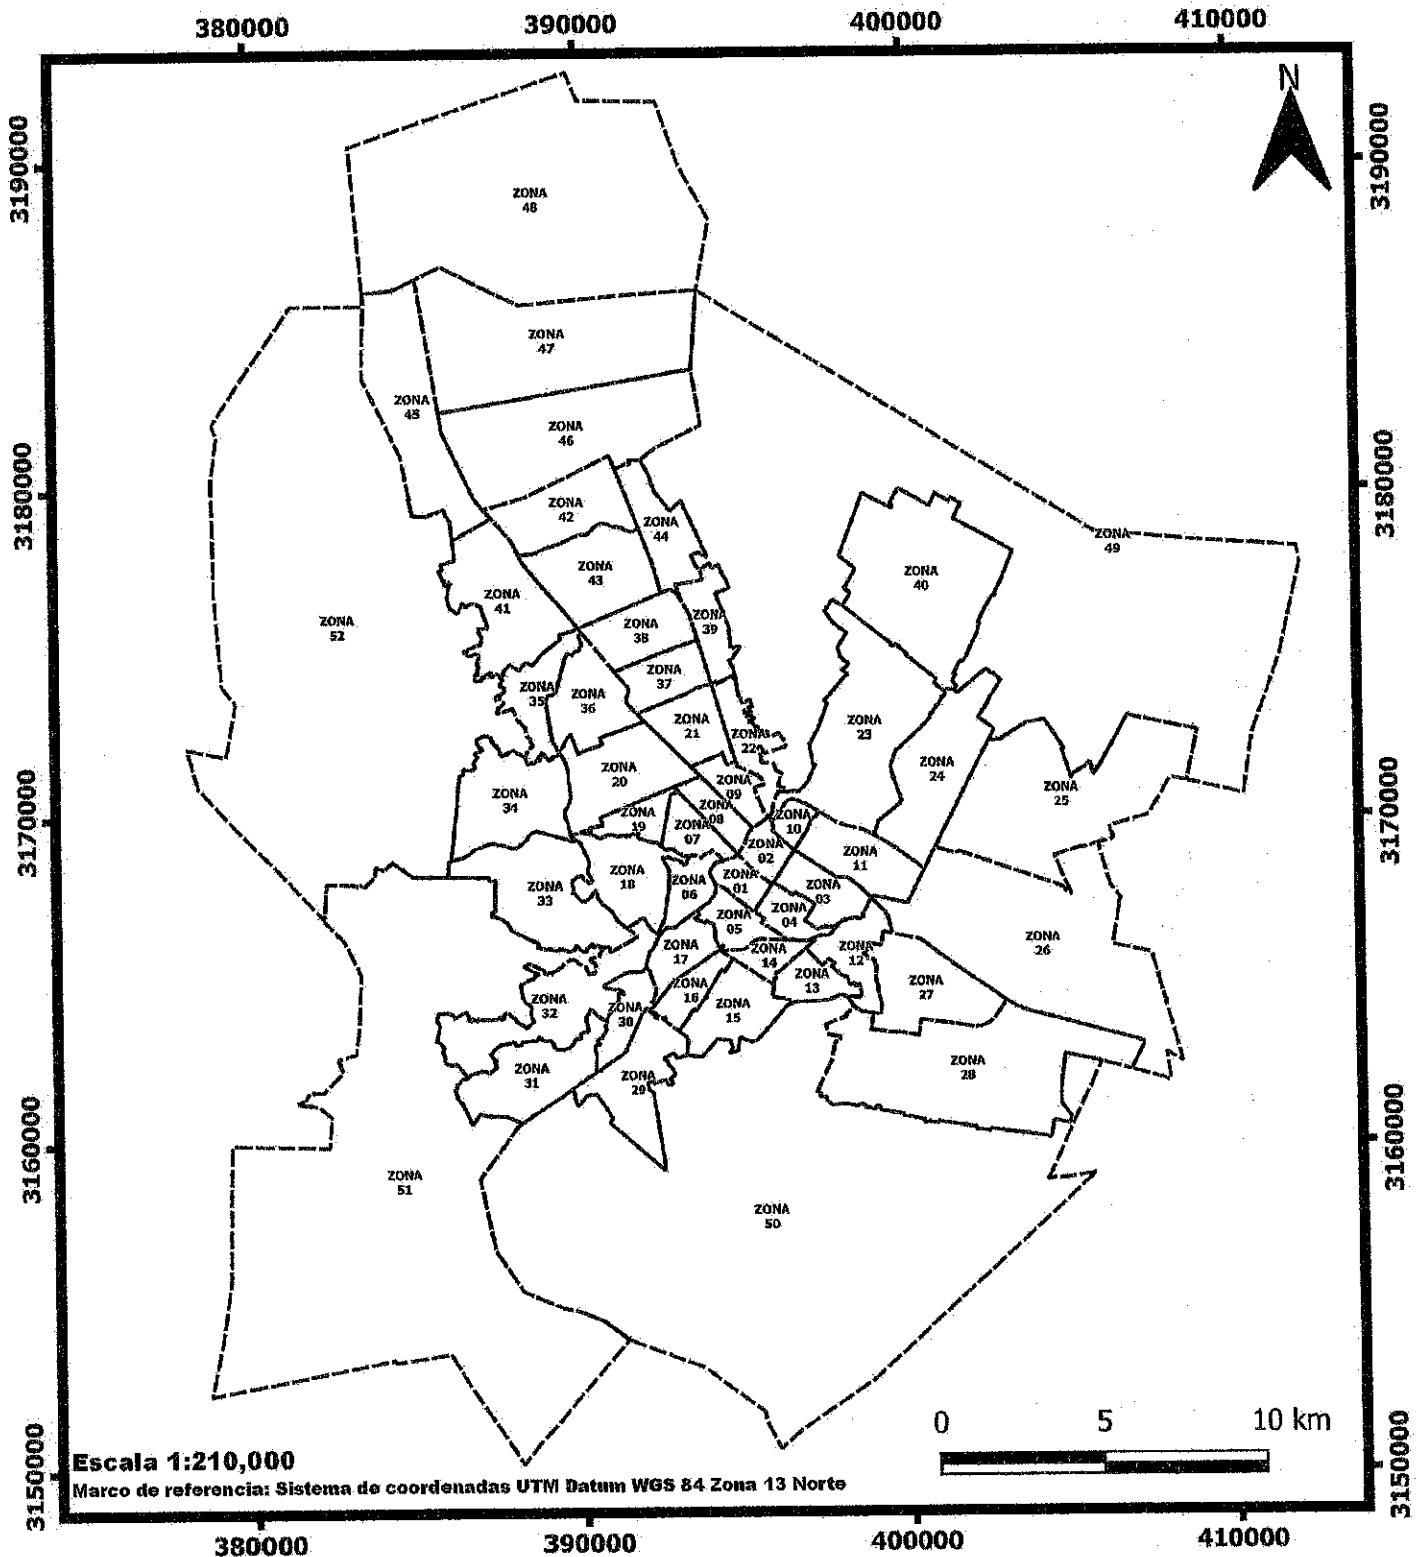 380000
390000
400000
410000
N
3190000
3190000
ZONA
48
ZONA
47
ZONA
45
ZONA
46
3180000
3180000
ZONA
42
ZONA
44
ZONA
49
ZONA
43
ZONA
40
ZONA
41
ZONA
52
ZONA
38
ZONA
39
ZONA
37
ZONA
35
ZONA
36
ZONA
21
ZONA
22
ZONA
23
ZONA
24
ZONA
20
ZONA
09
ZONA
25
ZONA
34
ZONA
08
ZONA
19
ZONA
07
ZONA
10
3170000
3170000
ZONA
02
ZONA
11
ZONA
18
ZONA
01
ZONA
06
ZONA
33
ZONA
03
ZONA
04
ZONA
05
ZONA
26
ZONA
17
ZONA
14
ZONA
12
ZONA
13
ZONA
27
ZONA
16
ZONA
32
ZONA
15
ZONA
30
ZONA
28
ZONA
31
ZONA
29
3160000
3160000
ZONA
51
ZONA
50
0 5 10 km
Escala 1:210,000
Marco de referencia: Sistema de coordenadas UTM Datum WGS 84 Zona 13 Norte
3150000
3150000
380000
390000
400000
410000